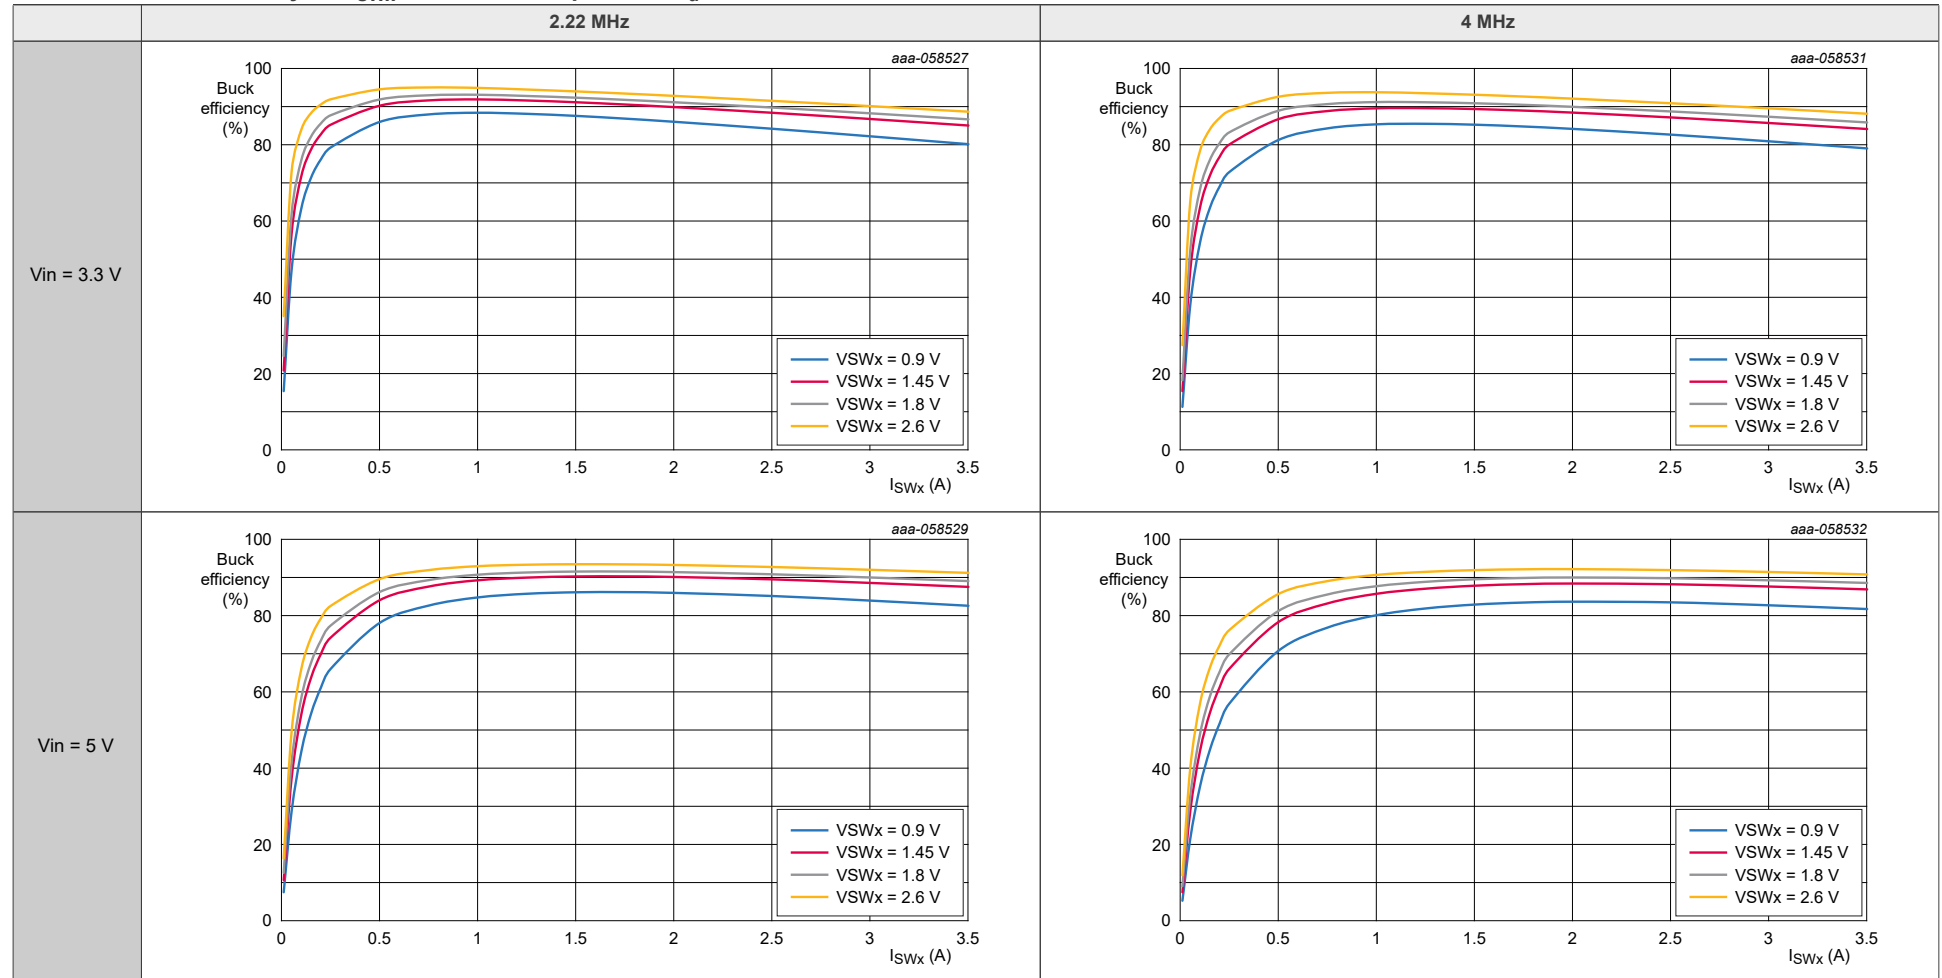 2.22 MHz
4 MHz
Vin = 3.3 V
aaa-058527
Buck
efficiency
(%)
100
80
60
40
20
0
0 0.5 1 1.5 2 2.5 3 3.5
ISWx (A)
VSWx = 0.9 V
VSWx = 1.45 V
VSWx = 1.8 V
VSWx = 2.6 V
aaa-058531
Buck
efficiency
(%)
100
80
60
40
20
0
0 0.5 1 1.5 2 2.5 3 3.5
ISWx (A)
VSWx = 0.9 V
VSWx = 1.45 V
VSWx = 1.8 V
VSWx = 2.6 V
Vin = 5 V
aaa-058529
Buck
efficiency
(%)
100
80
60
40
20
0
0 0.5 1 1.5 2 2.5 3 3.5
ISWx (A)
VSWx = 0.9 V
VSWx = 1.45 V
VSWx = 1.8 V
VSWx = 2.6 V
aaa-058532
Buck
efficiency
(%)
100
80
60
40
20
0
0 0.5 1 1.5 2 2.5 3 3.5
ISWx (A)
VSWx = 0.9 V
VSWx = 1.45 V
VSWx = 1.8 V
VSWx = 2.6 V